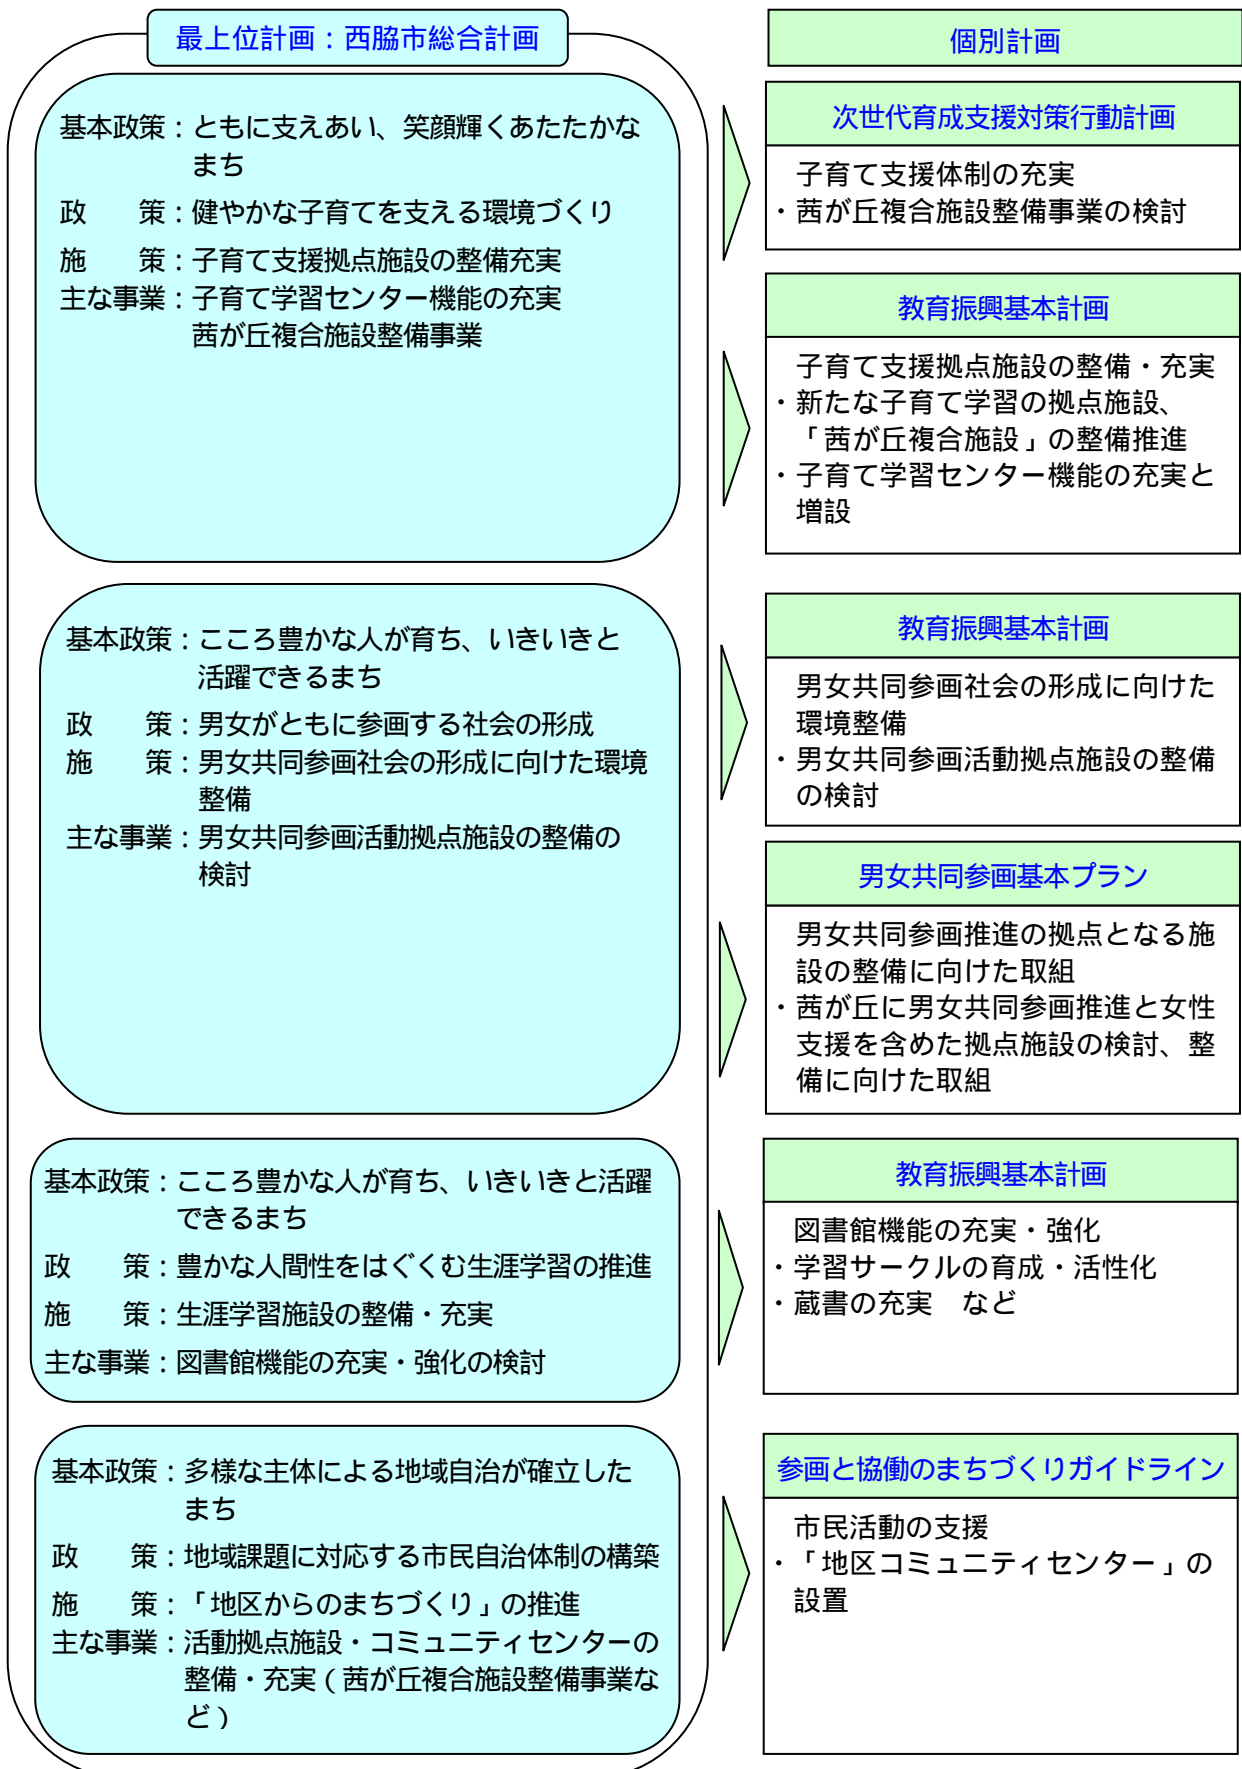 最上位計画：西脇市総合計画
基本政策：ともに支えあい、笑顔輝くあたたかな
まち
政　　策：健やかな子育てを支える環境づくり
施　　策：子育て支援拠点施設の整備充実
主な事業：子育て学習センター機能の充実
茜が丘複合施設整備事業
基本政策：こころ豊かな人が育ち、いきいきと
活躍できるまち
政　　策：男女がともに参画する社会の形成
施　　策：男女共同参画社会の形成に向けた環境
整備
主な事業：男女共同参画活動拠点施設の整備の
検討
基本政策：こころ豊かな人が育ち、いきいきと活躍
できるまち
政　　策：豊かな人間性をはぐくむ生涯学習の推進
施　　策：生涯学習施設の整備・充実
主な事業：図書館機能の充実・強化の検討
基本政策：多様な主体による地域自治が確立した
まち
政　　策：地域課題に対応する市民自治体制の構築
施　　策：「地区からのまちづくり」の推進
主な事業：活動拠点施設・コミュニティセンターの
整備・充実（茜が丘複合施設整備事業な
ど）
個別計画
次世代育成支援対策行動計画
子育て支援体制の充実
・茜が丘複合施設整備事業の検討
教育振興基本計画
子育て支援拠点施設の整備・充実
・新たな子育て学習の拠点施設、
「茜が丘複合施設」の整備推進
・子育て学習センター機能の充実と
増設
教育振興基本計画
男女共同参画社会の形成に向けた
環境整備
・男女共同参画活動拠点施設の整備
の検討
男女共同参画基本プラン
男女共同参画推進の拠点となる施
設の整備に向けた取組
・茜が丘に男女共同参画推進と女性
支援を含めた拠点施設の検討、整
備に向けた取組
教育振興基本計画
図書館機能の充実・強化
・学習サークルの育成・活性化
・蔵書の充実　など
参画と協働のまちづくりガイドライン
市民活動の支援
・「地区コミュニティセンター」の
設置